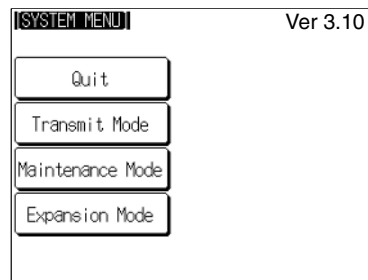 [SYSTEM MENU]
Ver 3.10
Quit
Transmit Mode
Maintenance Mode
Expansion Mode